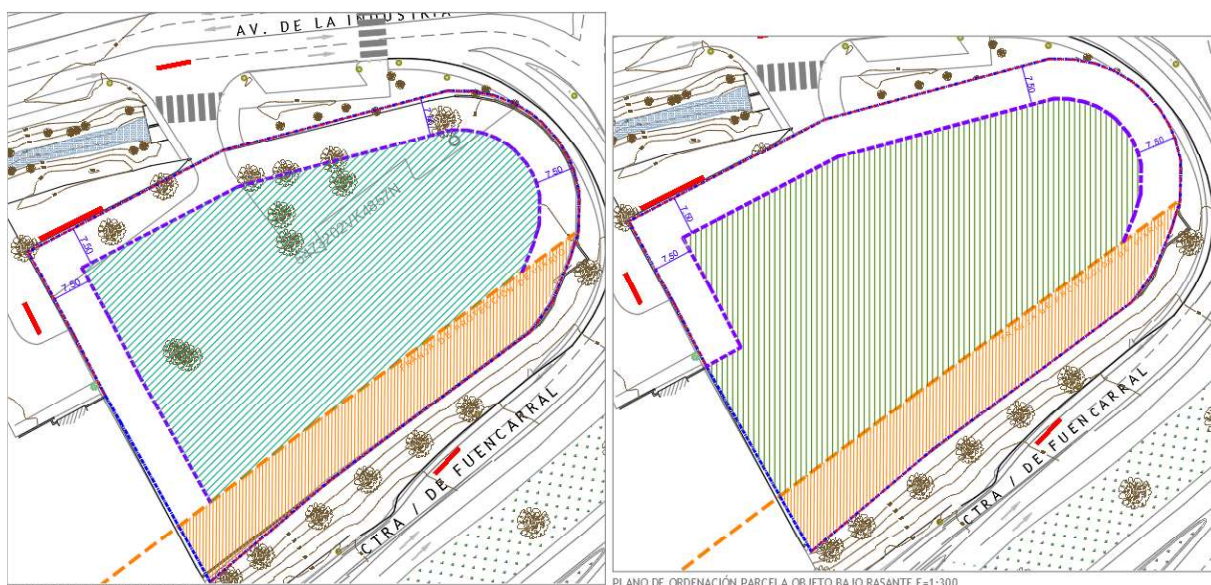 AV. DE LA INDUSTRIA
7.50
7.50
7.50
7.50
CTRA / DE FUENCARRAL
7.50
7.50
7.50
7.50
CTRA / DE FUENCARRAL
PLANO DE ORDENACIÓN PARCELA OBJETO BAJO RASANTE E=1:300